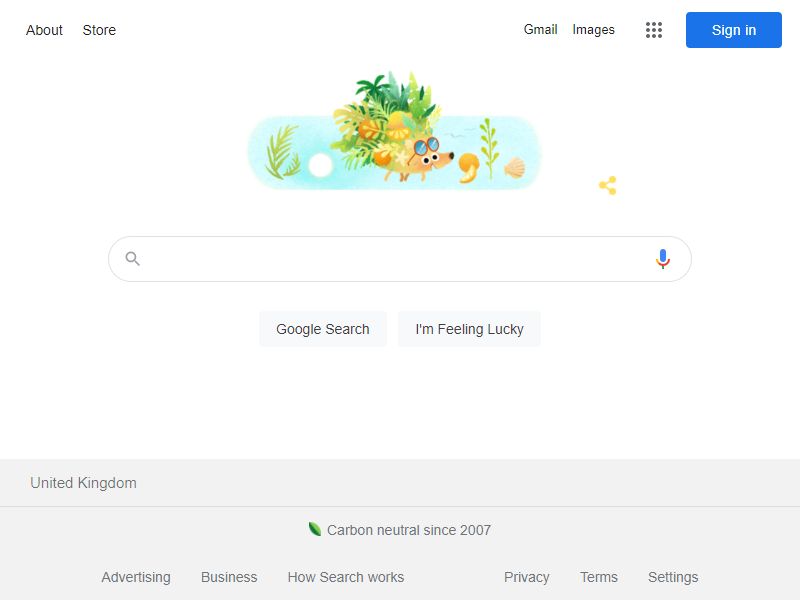 About Store Gmail Images Sign in
Google Search I'm Feeling Lucky
United Kingdom
Carbon neutral since 2007
Advertising Business How Search works Privacy Terms Settings